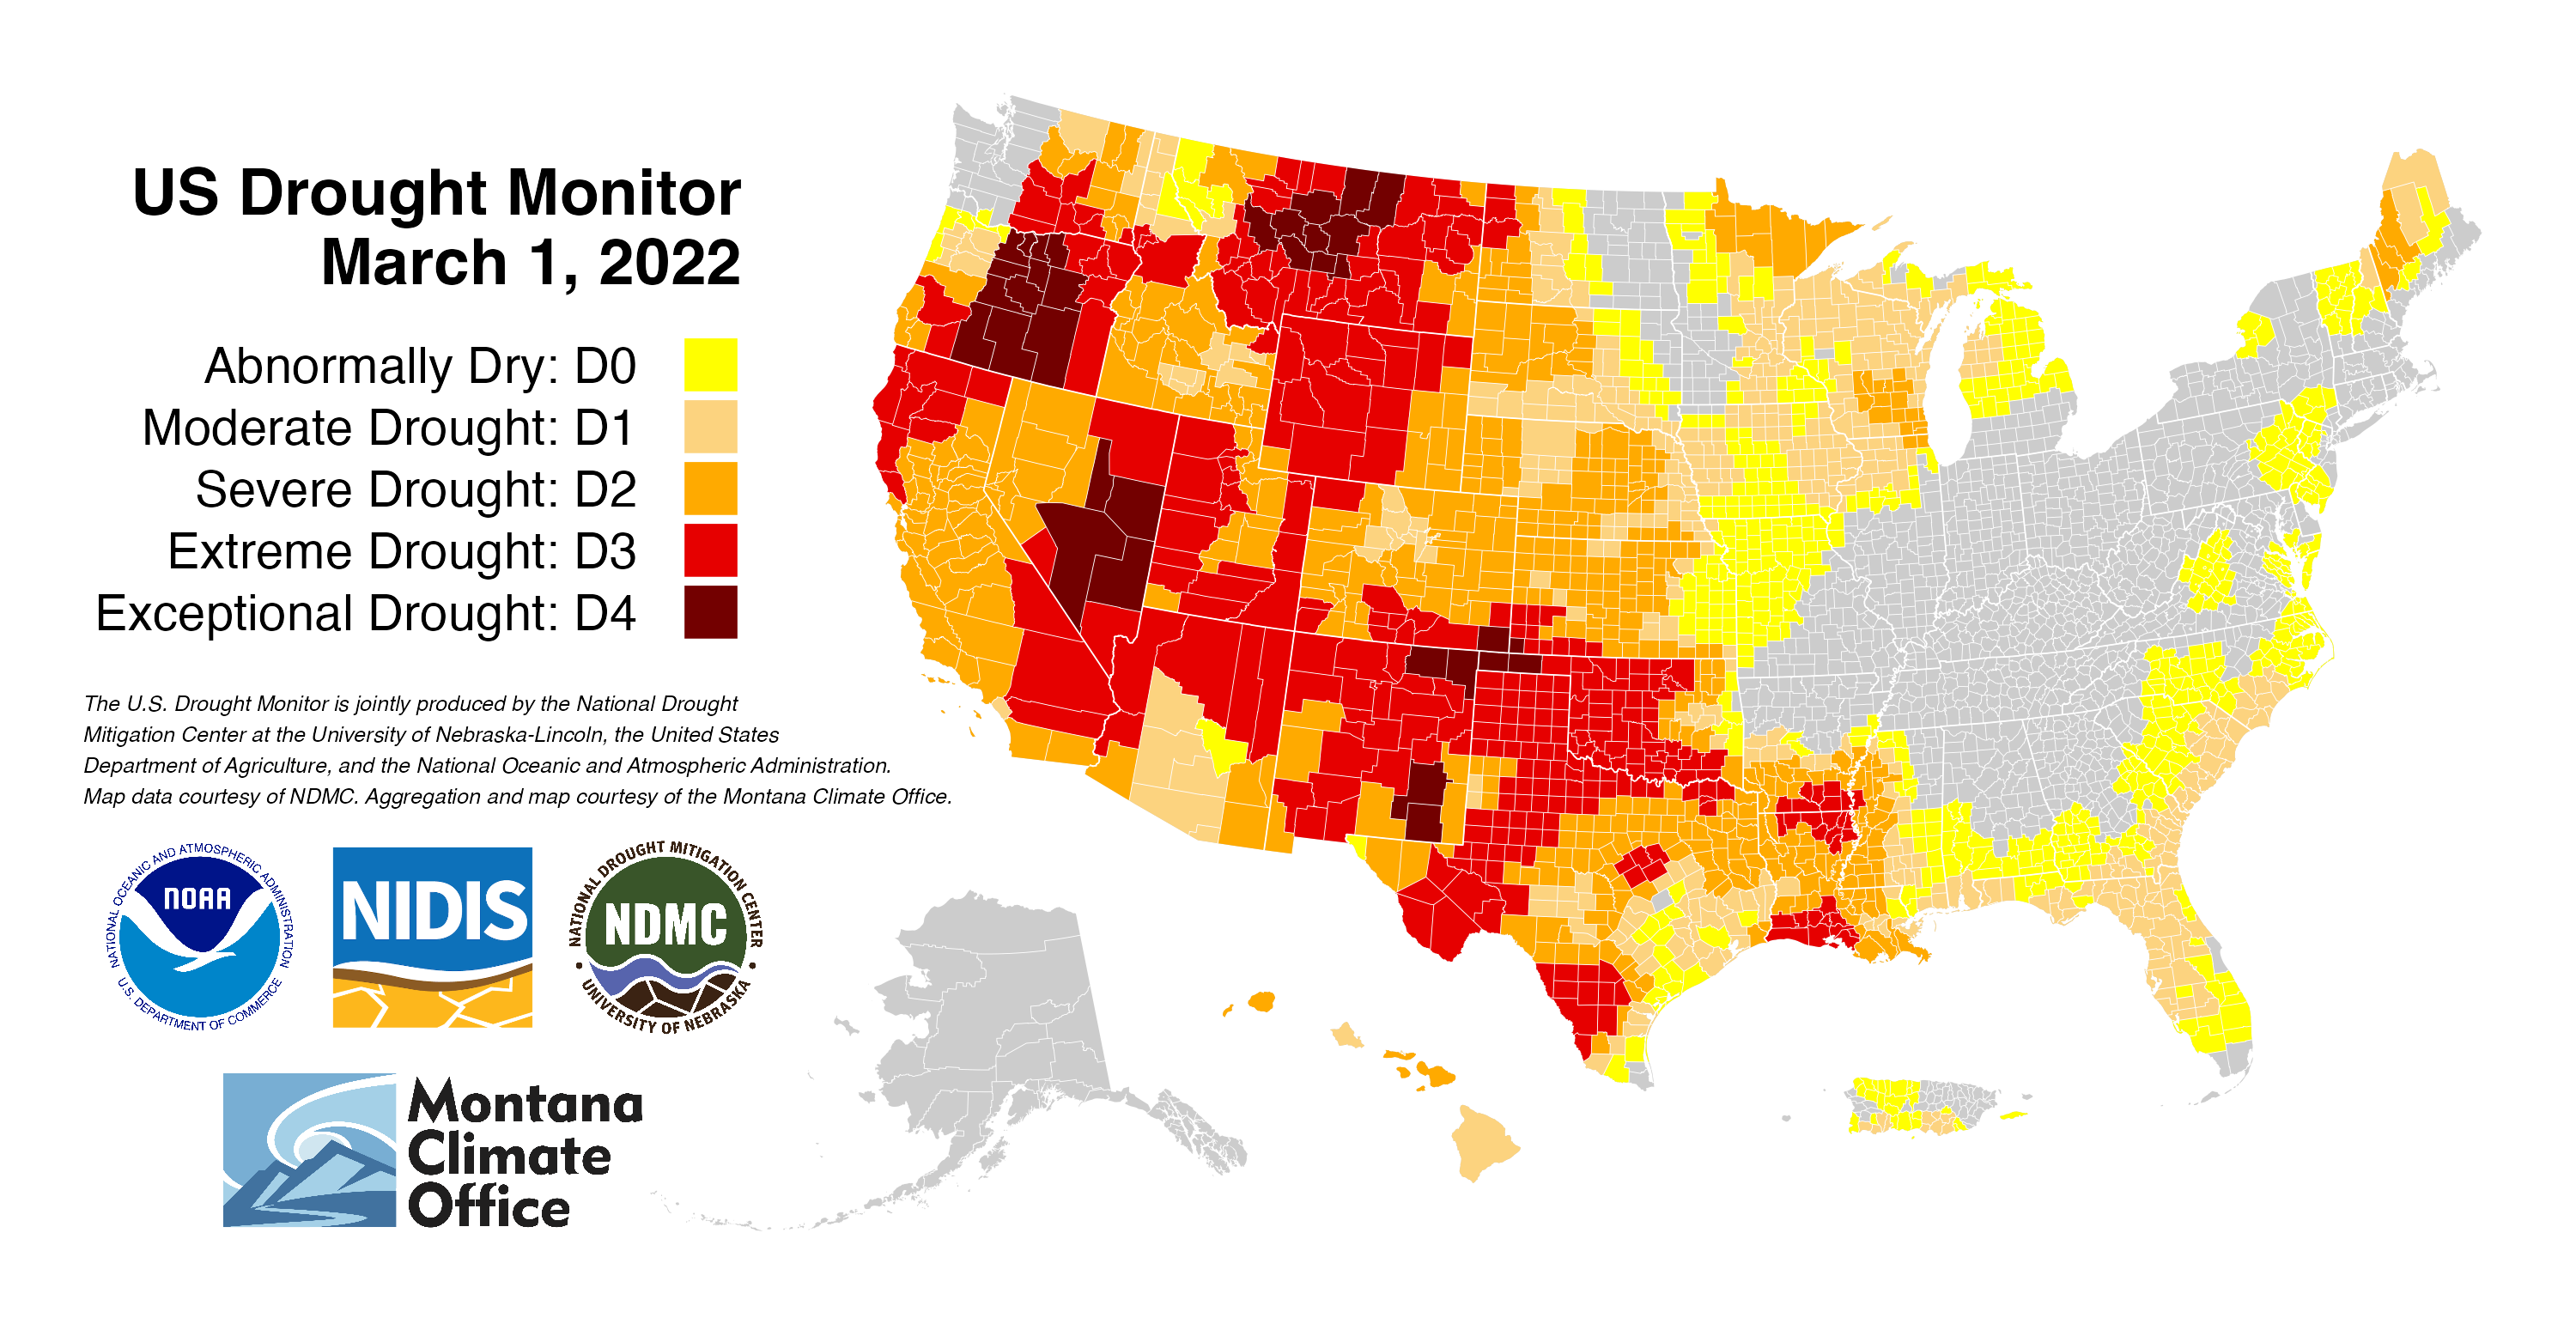 US Drought Monitor
March 1, 2022
Abnormally Dry: D0
Moderate Drought: D1
Severe Drought: D2
Extreme Drought: D3
Exceptional Drought: D4
The U.S. Drought Monitor is jointly produced by the National Drought
Mitigation Center at the University of Nebraska-Lincoln, the United States
Department of Agriculture, and the National Oceanic and Atmospheric Administration.
Map data courtesy of NDMC. Aggregation and map courtesy of the Montana Climate Office.
NATIONAL OCEANIC AND ATMOSPHERIC ADMINISTRATION
NOAA
U.S. DEPARTMENT OF COMMERCE
NIDIS
NATIONAL DROUGHT MITIGATION CENTER
NDMC
UNIVERSITY OF NEBRASKA
Montana
Climate
Office